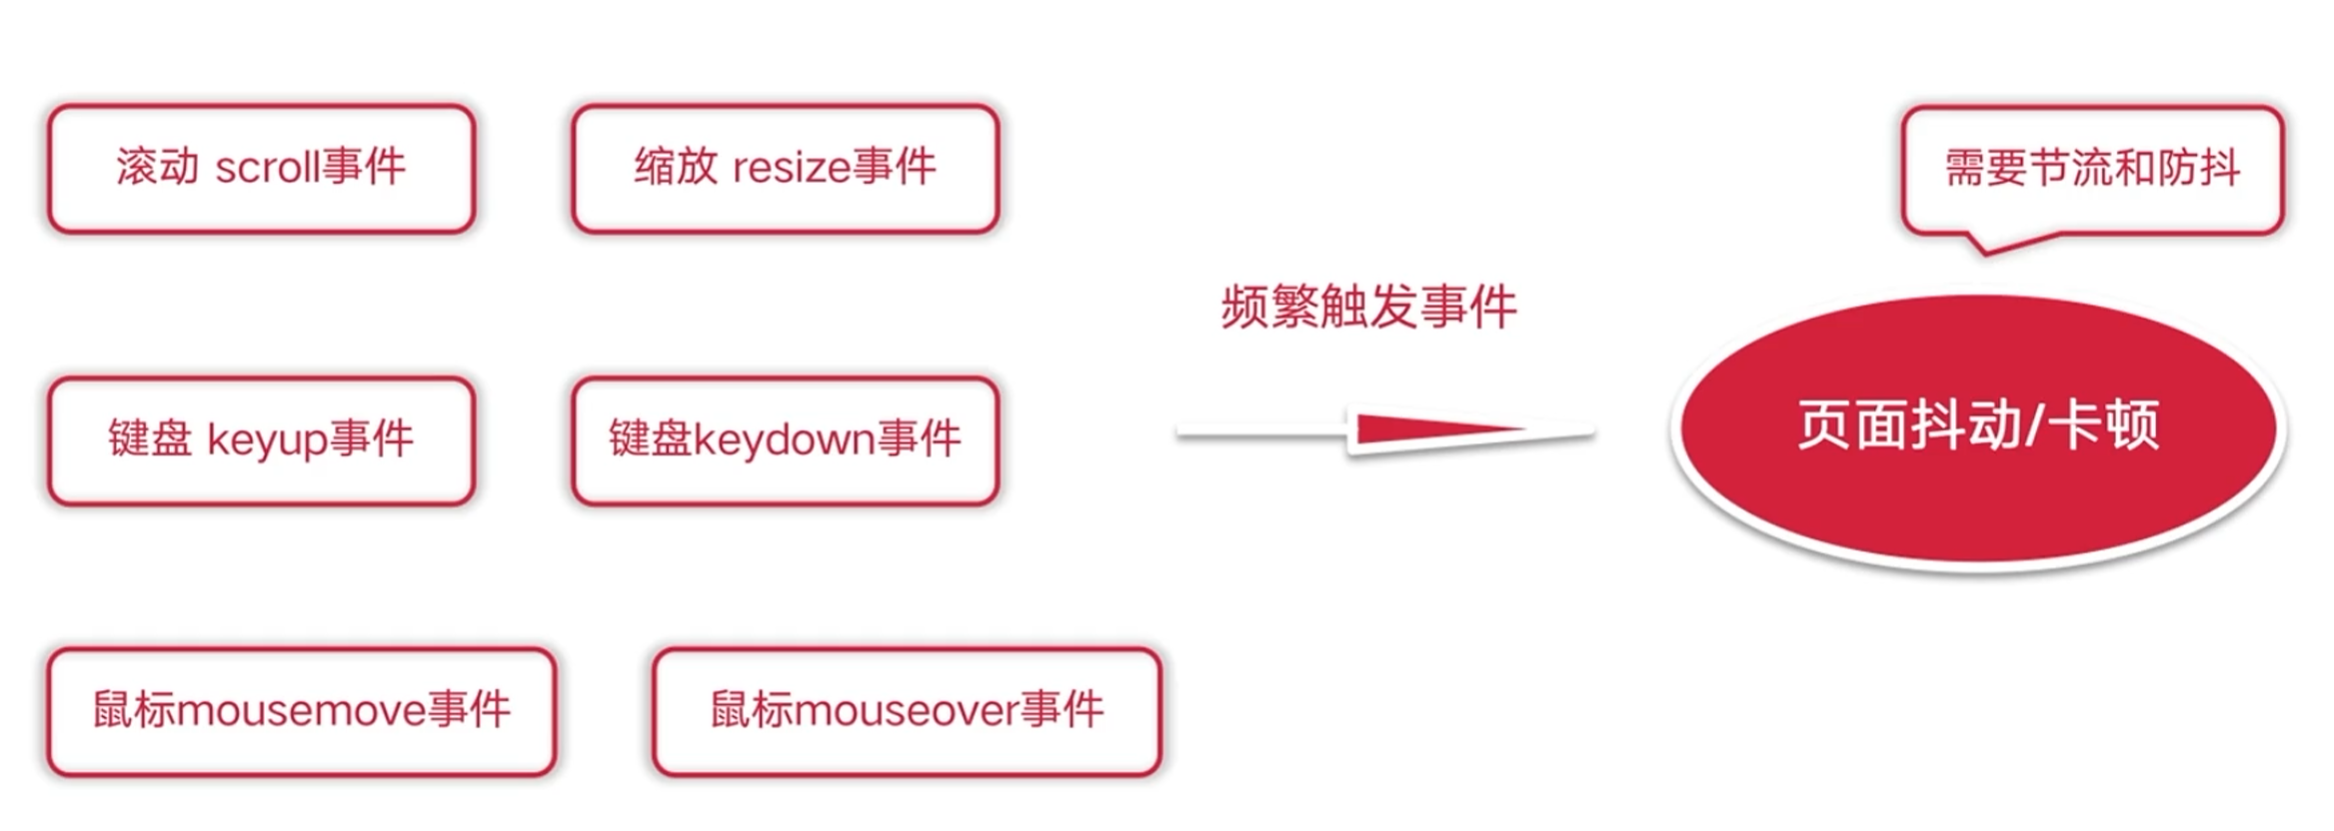 滚动 scroll事件
缩放 resize事件
需要节流和防抖
频繁触发事件
键盘 keyup事件
键盘keydown事件
页面抖动/卡顿
鼠标mousemove事件
鼠标mouseover事件